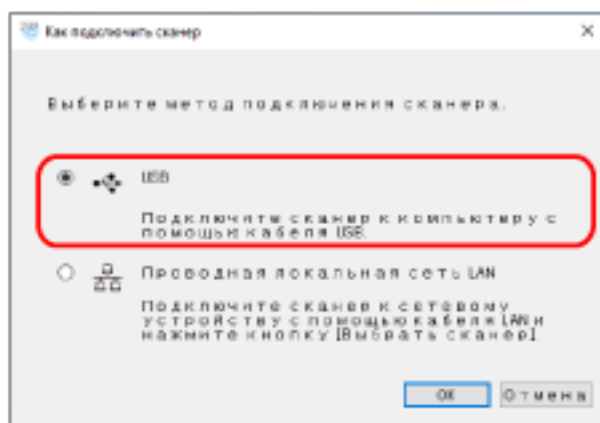 Как подключить сканер
Выберите метод подключения сканера.
USB
Подключите сканер к компьютеру с
помощью кабеля USB.
Проводная локальная сеть LAN
Подключите сканер к сетевому
устройству с помощью кабеля LAN и
нажмите кнопку [Выбрать сканер].
OK
Отмена